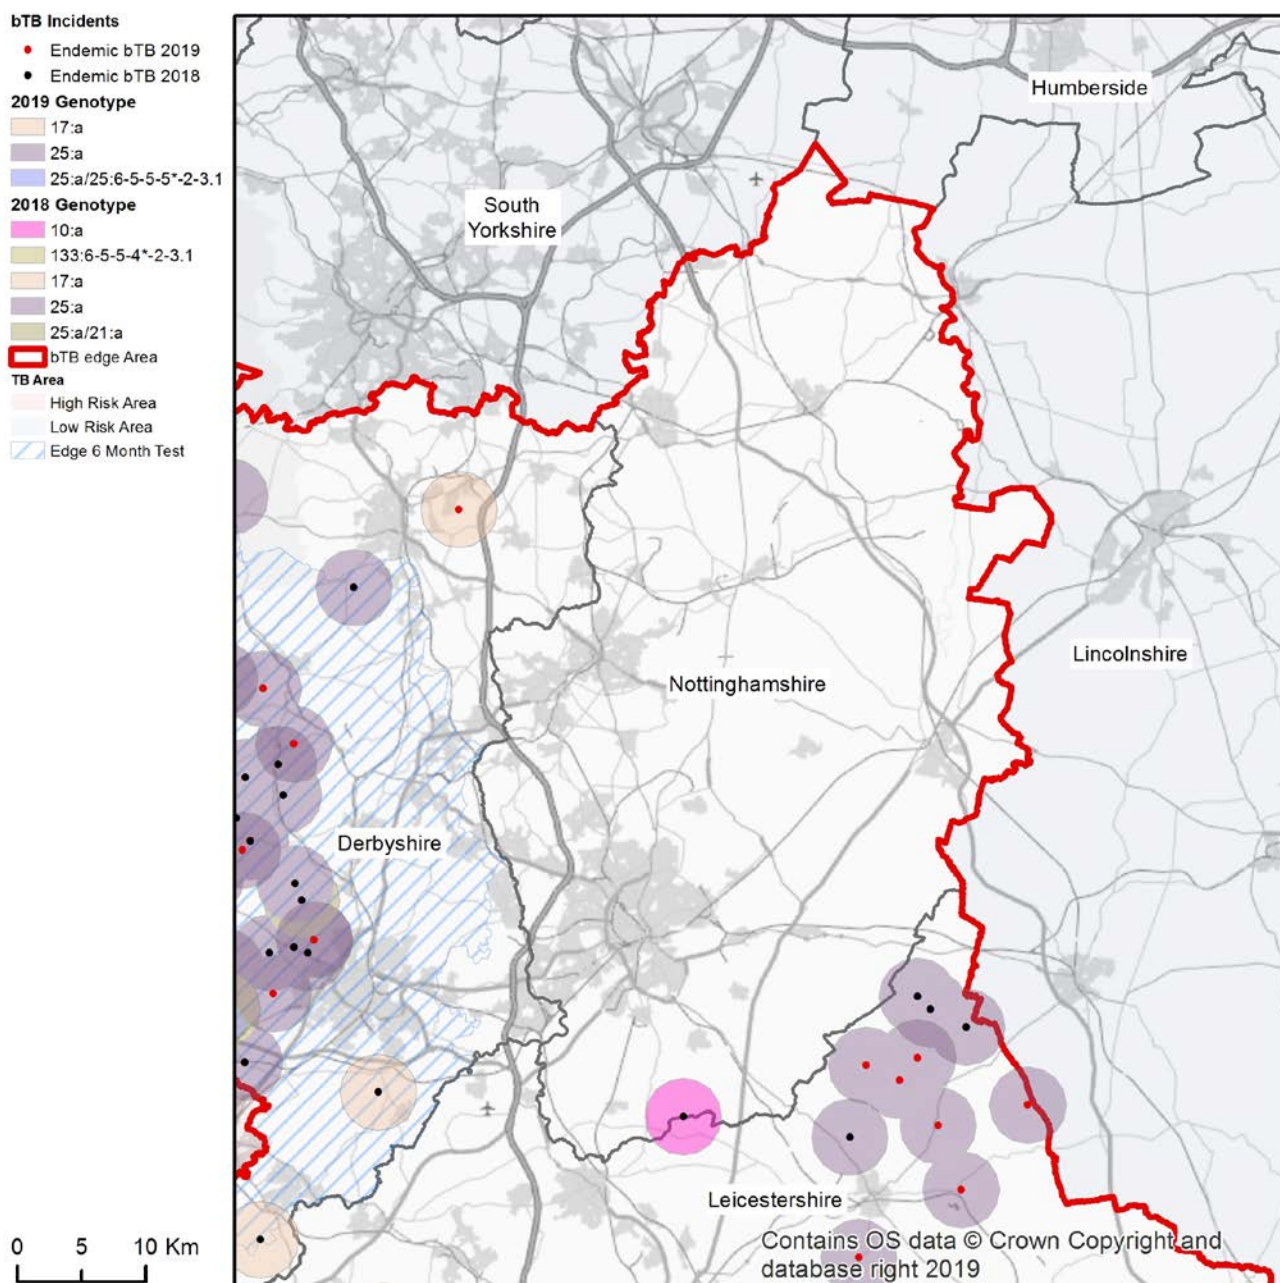 bTB Incidents
Endemic bTB 2019
Endemic bTB 2018
2019 Genotype
17:a
25:a
25:a/25:6-5-5-5*-2-3.1
2018 Genotype
10:a
133:6-5-5-4*-2-3.1
17:a
25:a
25:a/21:a
bTB edge Area
TB Area
High Risk Area
Low Risk Area
Edge 6 Month Test
0 5 10 Km
Humberside
South
Yorkshire
Lincolnshire
Nottinghamshire
Derbyshire
Leicestershire
Contains OS data © Crown Copyright and
database right 2019